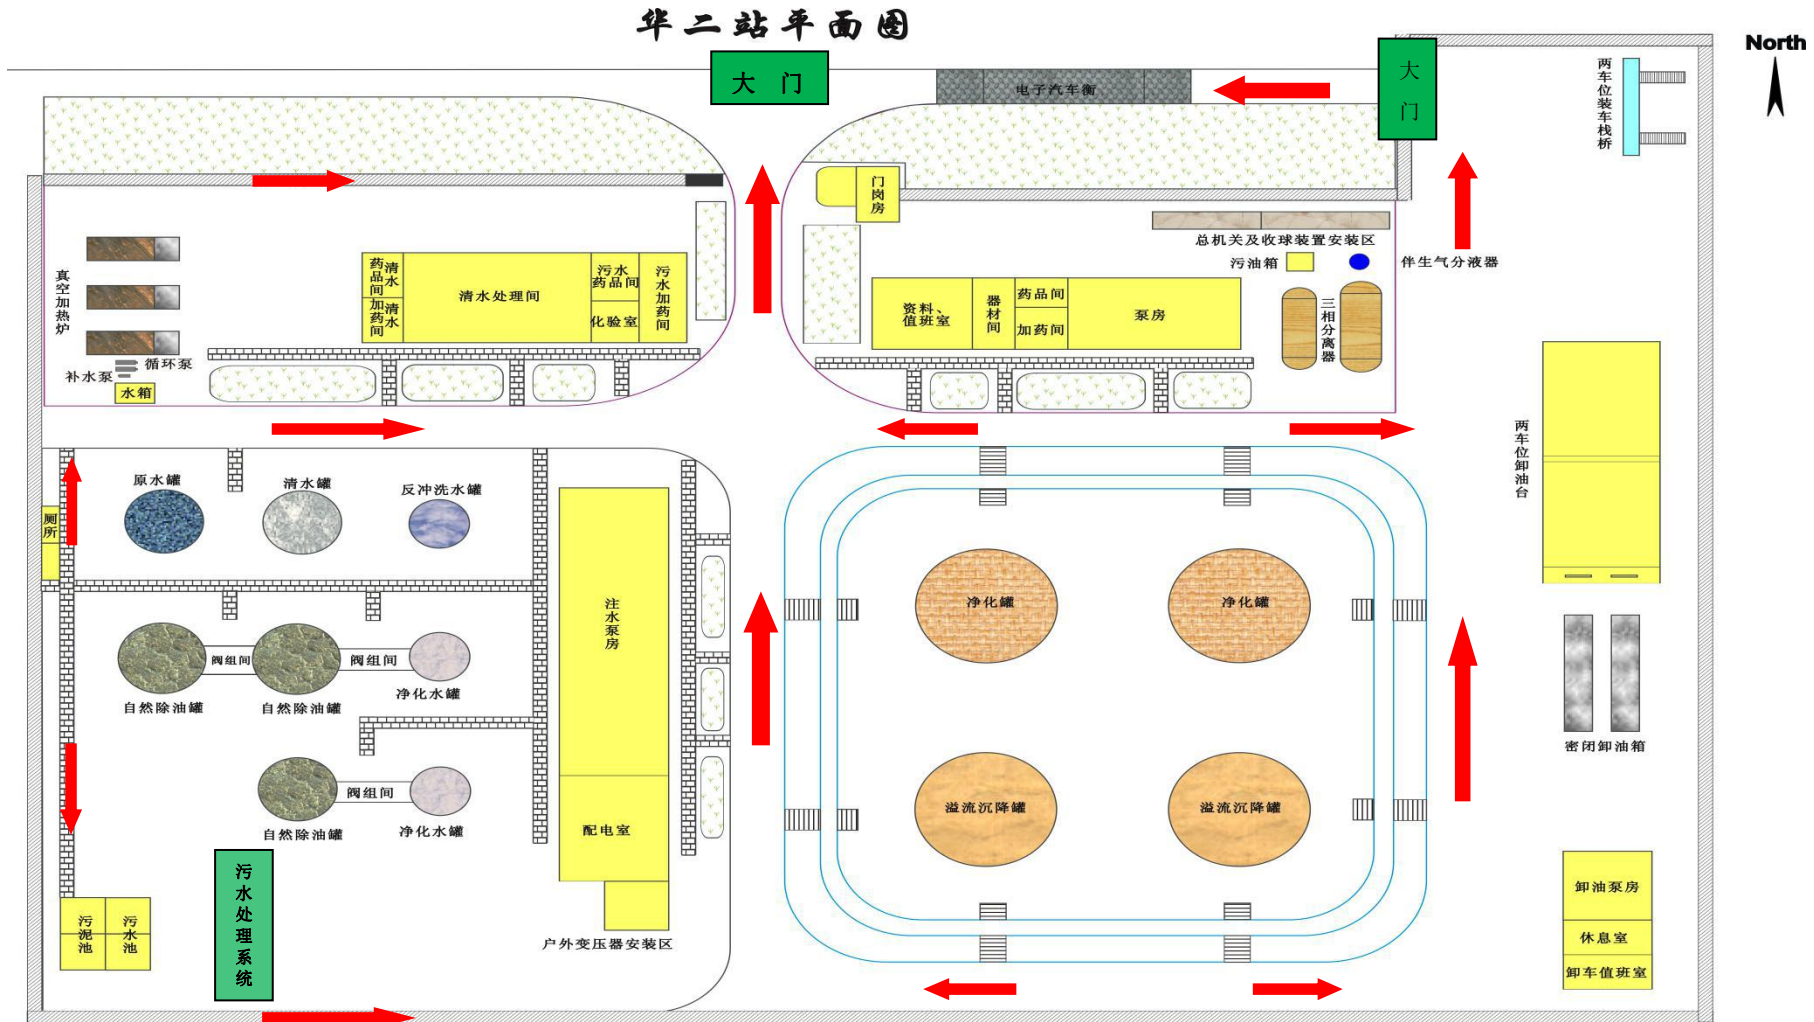 华二站平面图
North
大 门
大门
电子汽车衡
两车位装车栈桥
门岗房
总机关及收球装置安装区
污油箱
伴生气分液器
真空加热炉
清水药品间
清水加药间
清水处理间
污水药品间
化验室
污水加药间
资料、值班室
器材间
药品间
加药间
泵房
三相分离器
循环泵
补水泵
水箱
两车位卸油台
原水罐
清水罐
反冲洗水罐
厕所
注水泵房
净化罐
净化罐
阀组间
阀组间
净化水罐
自然除油罐
自然除油罐
密闭卸油箱
阀组间
自然除油罐
净化水罐
配电室
溢流沉降罐
溢流沉降罐
污水处理系统
污泥池
污水池
户外变压器安装区
卸油泵房
休息室
卸车值班室